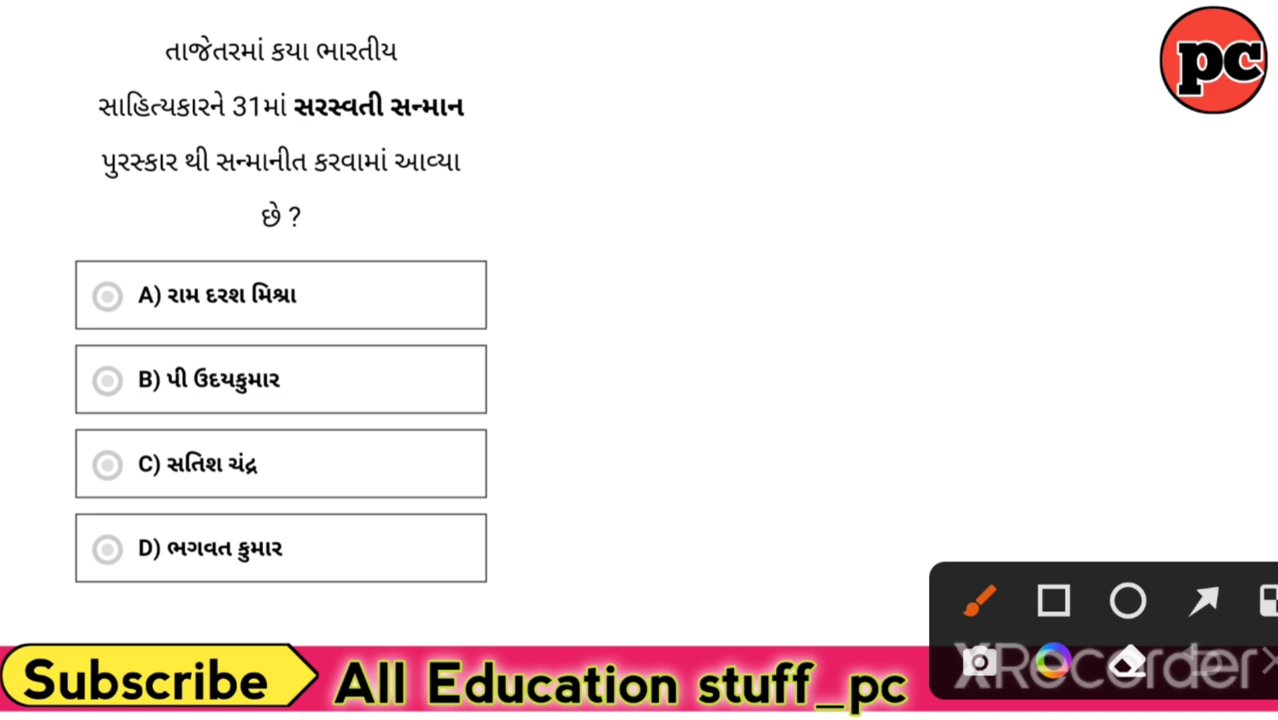 તાજેતરમાં કયા ભારતીય
સાહિત્યકારને 31માં સરસ્વતી સન્માન
પુરસ્કાર થી સન્માનીત કરવામાં આવ્યા
છે ?
A) રામ દરશ મિશ્રા
B) પી ઉદયકુમાર
C) સતિશ ચંદ્ર
D) ભગવત કુમાર
pc
XRecorder
Subscribe All Education stuff_pc